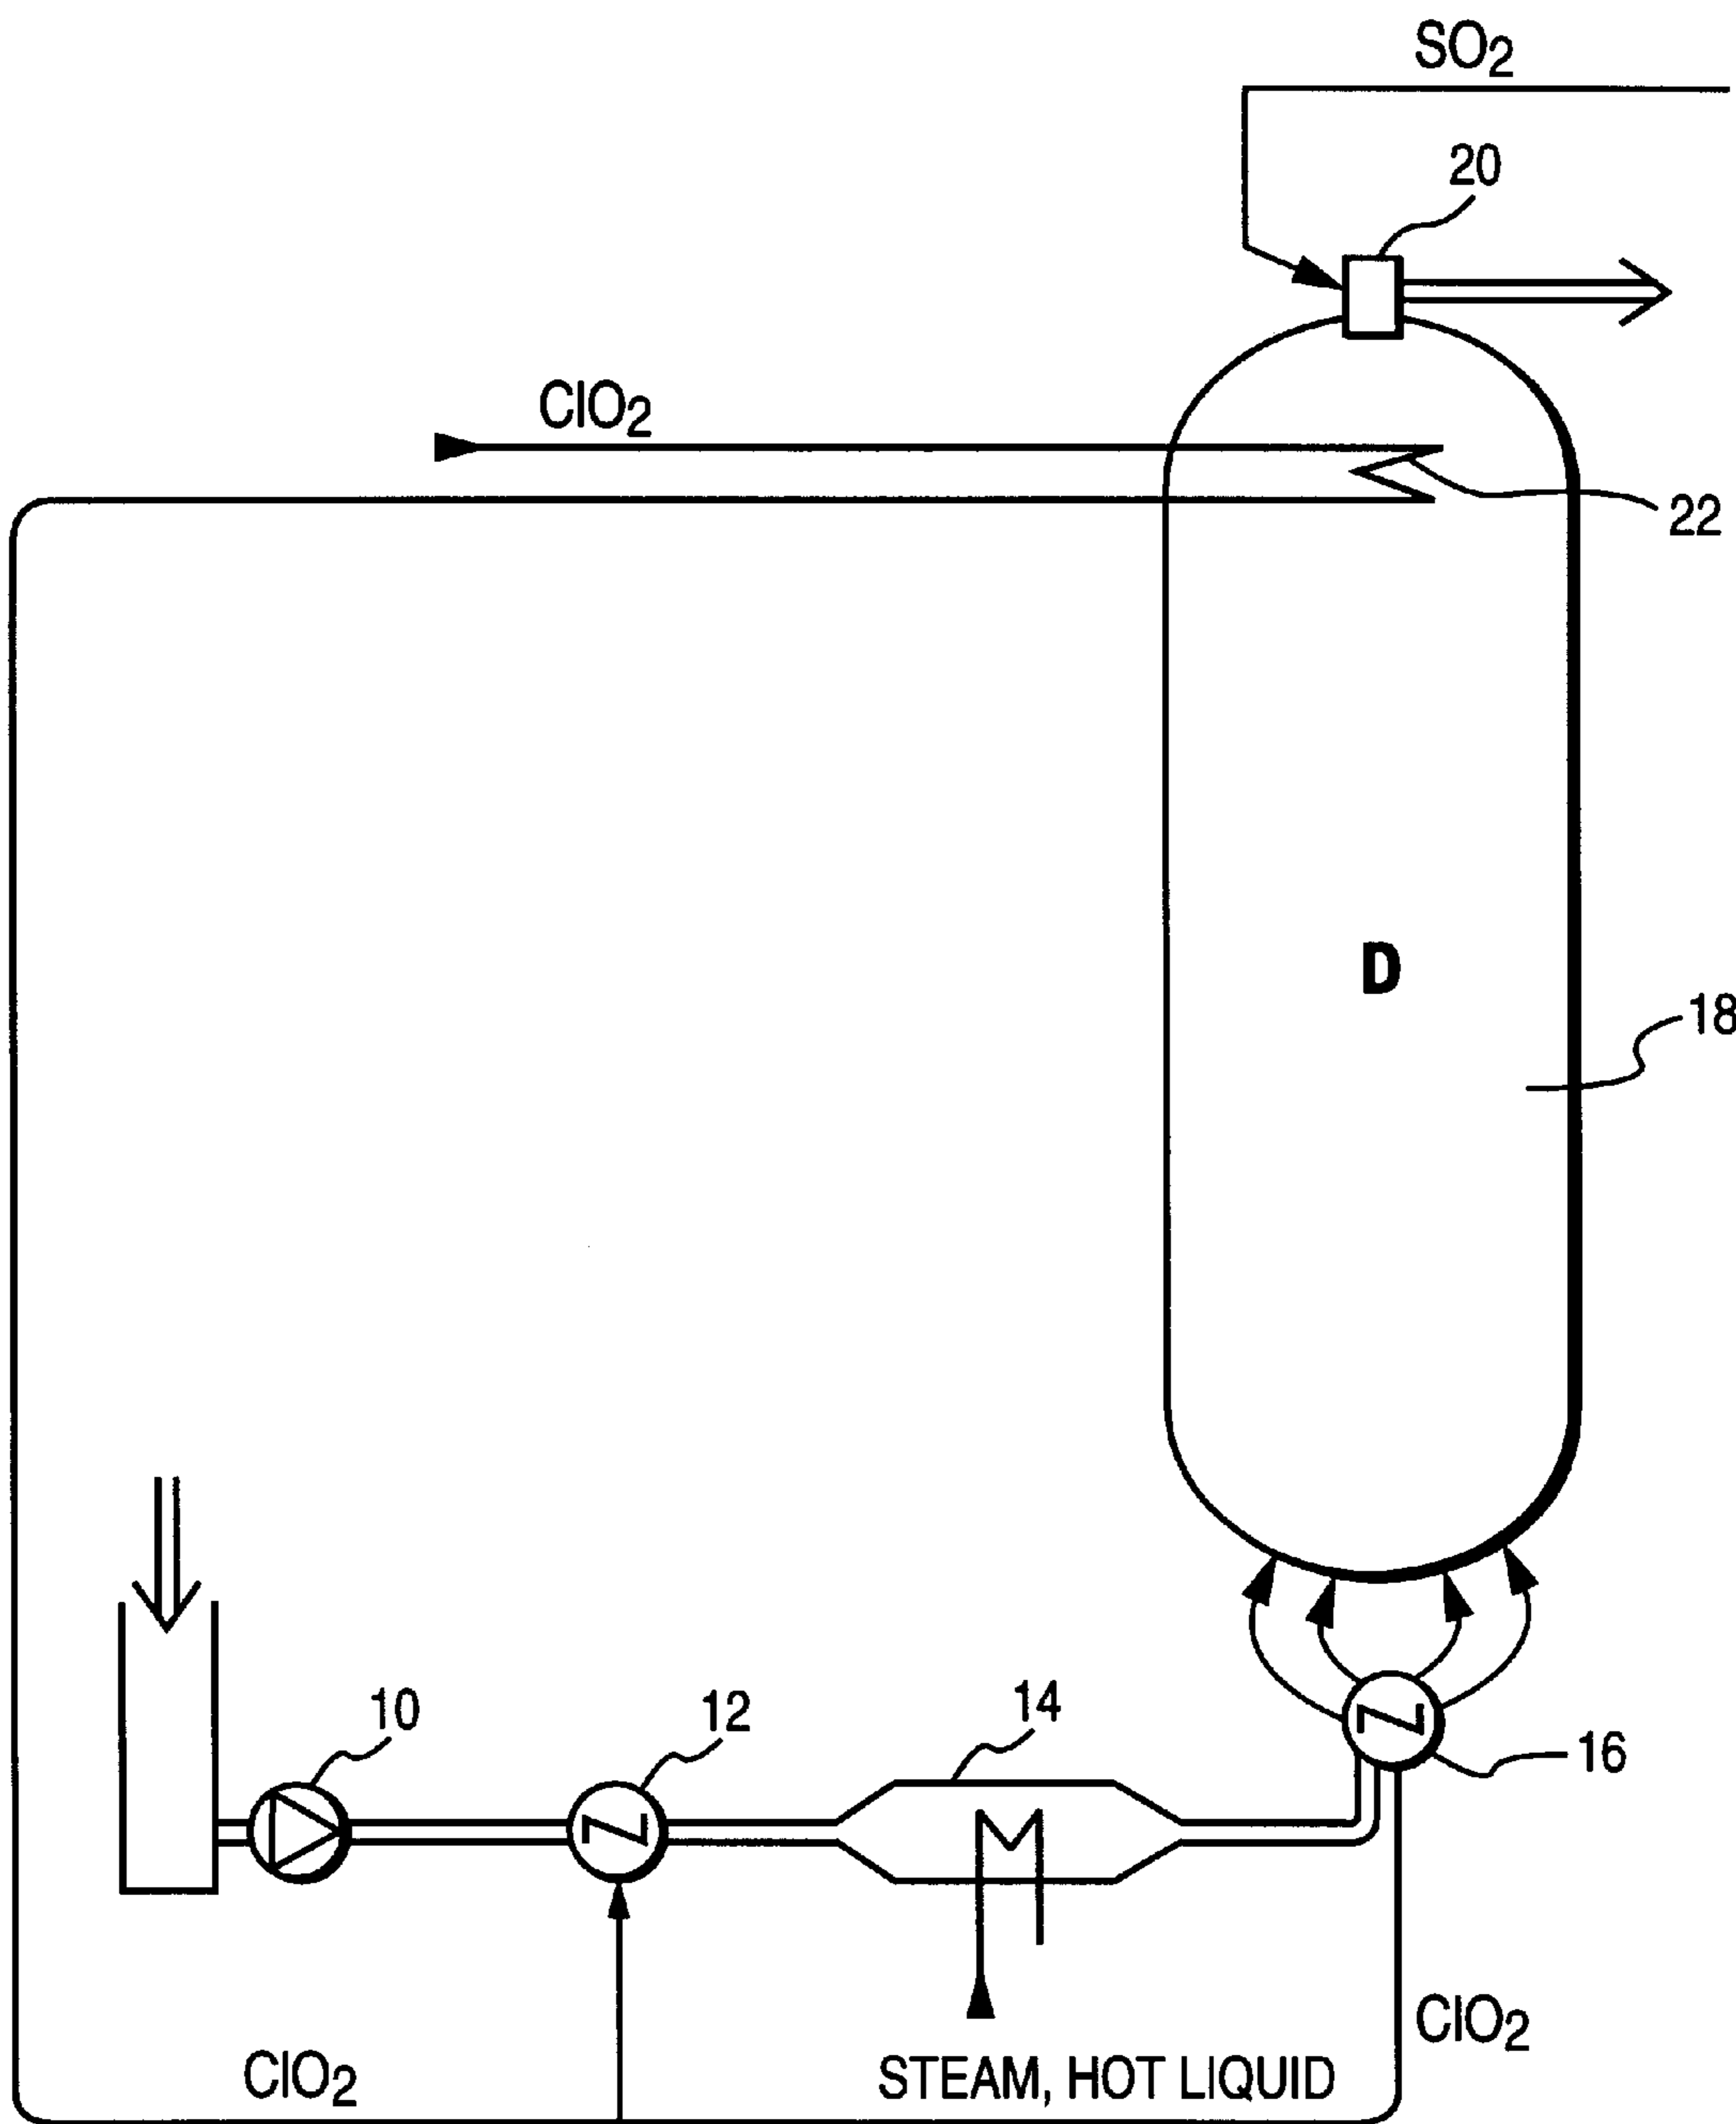 SO₂
20
ClO₂
22
D
18
10
12
14
16
ClO₂
STEAM, HOT LIQUID
ClO₂